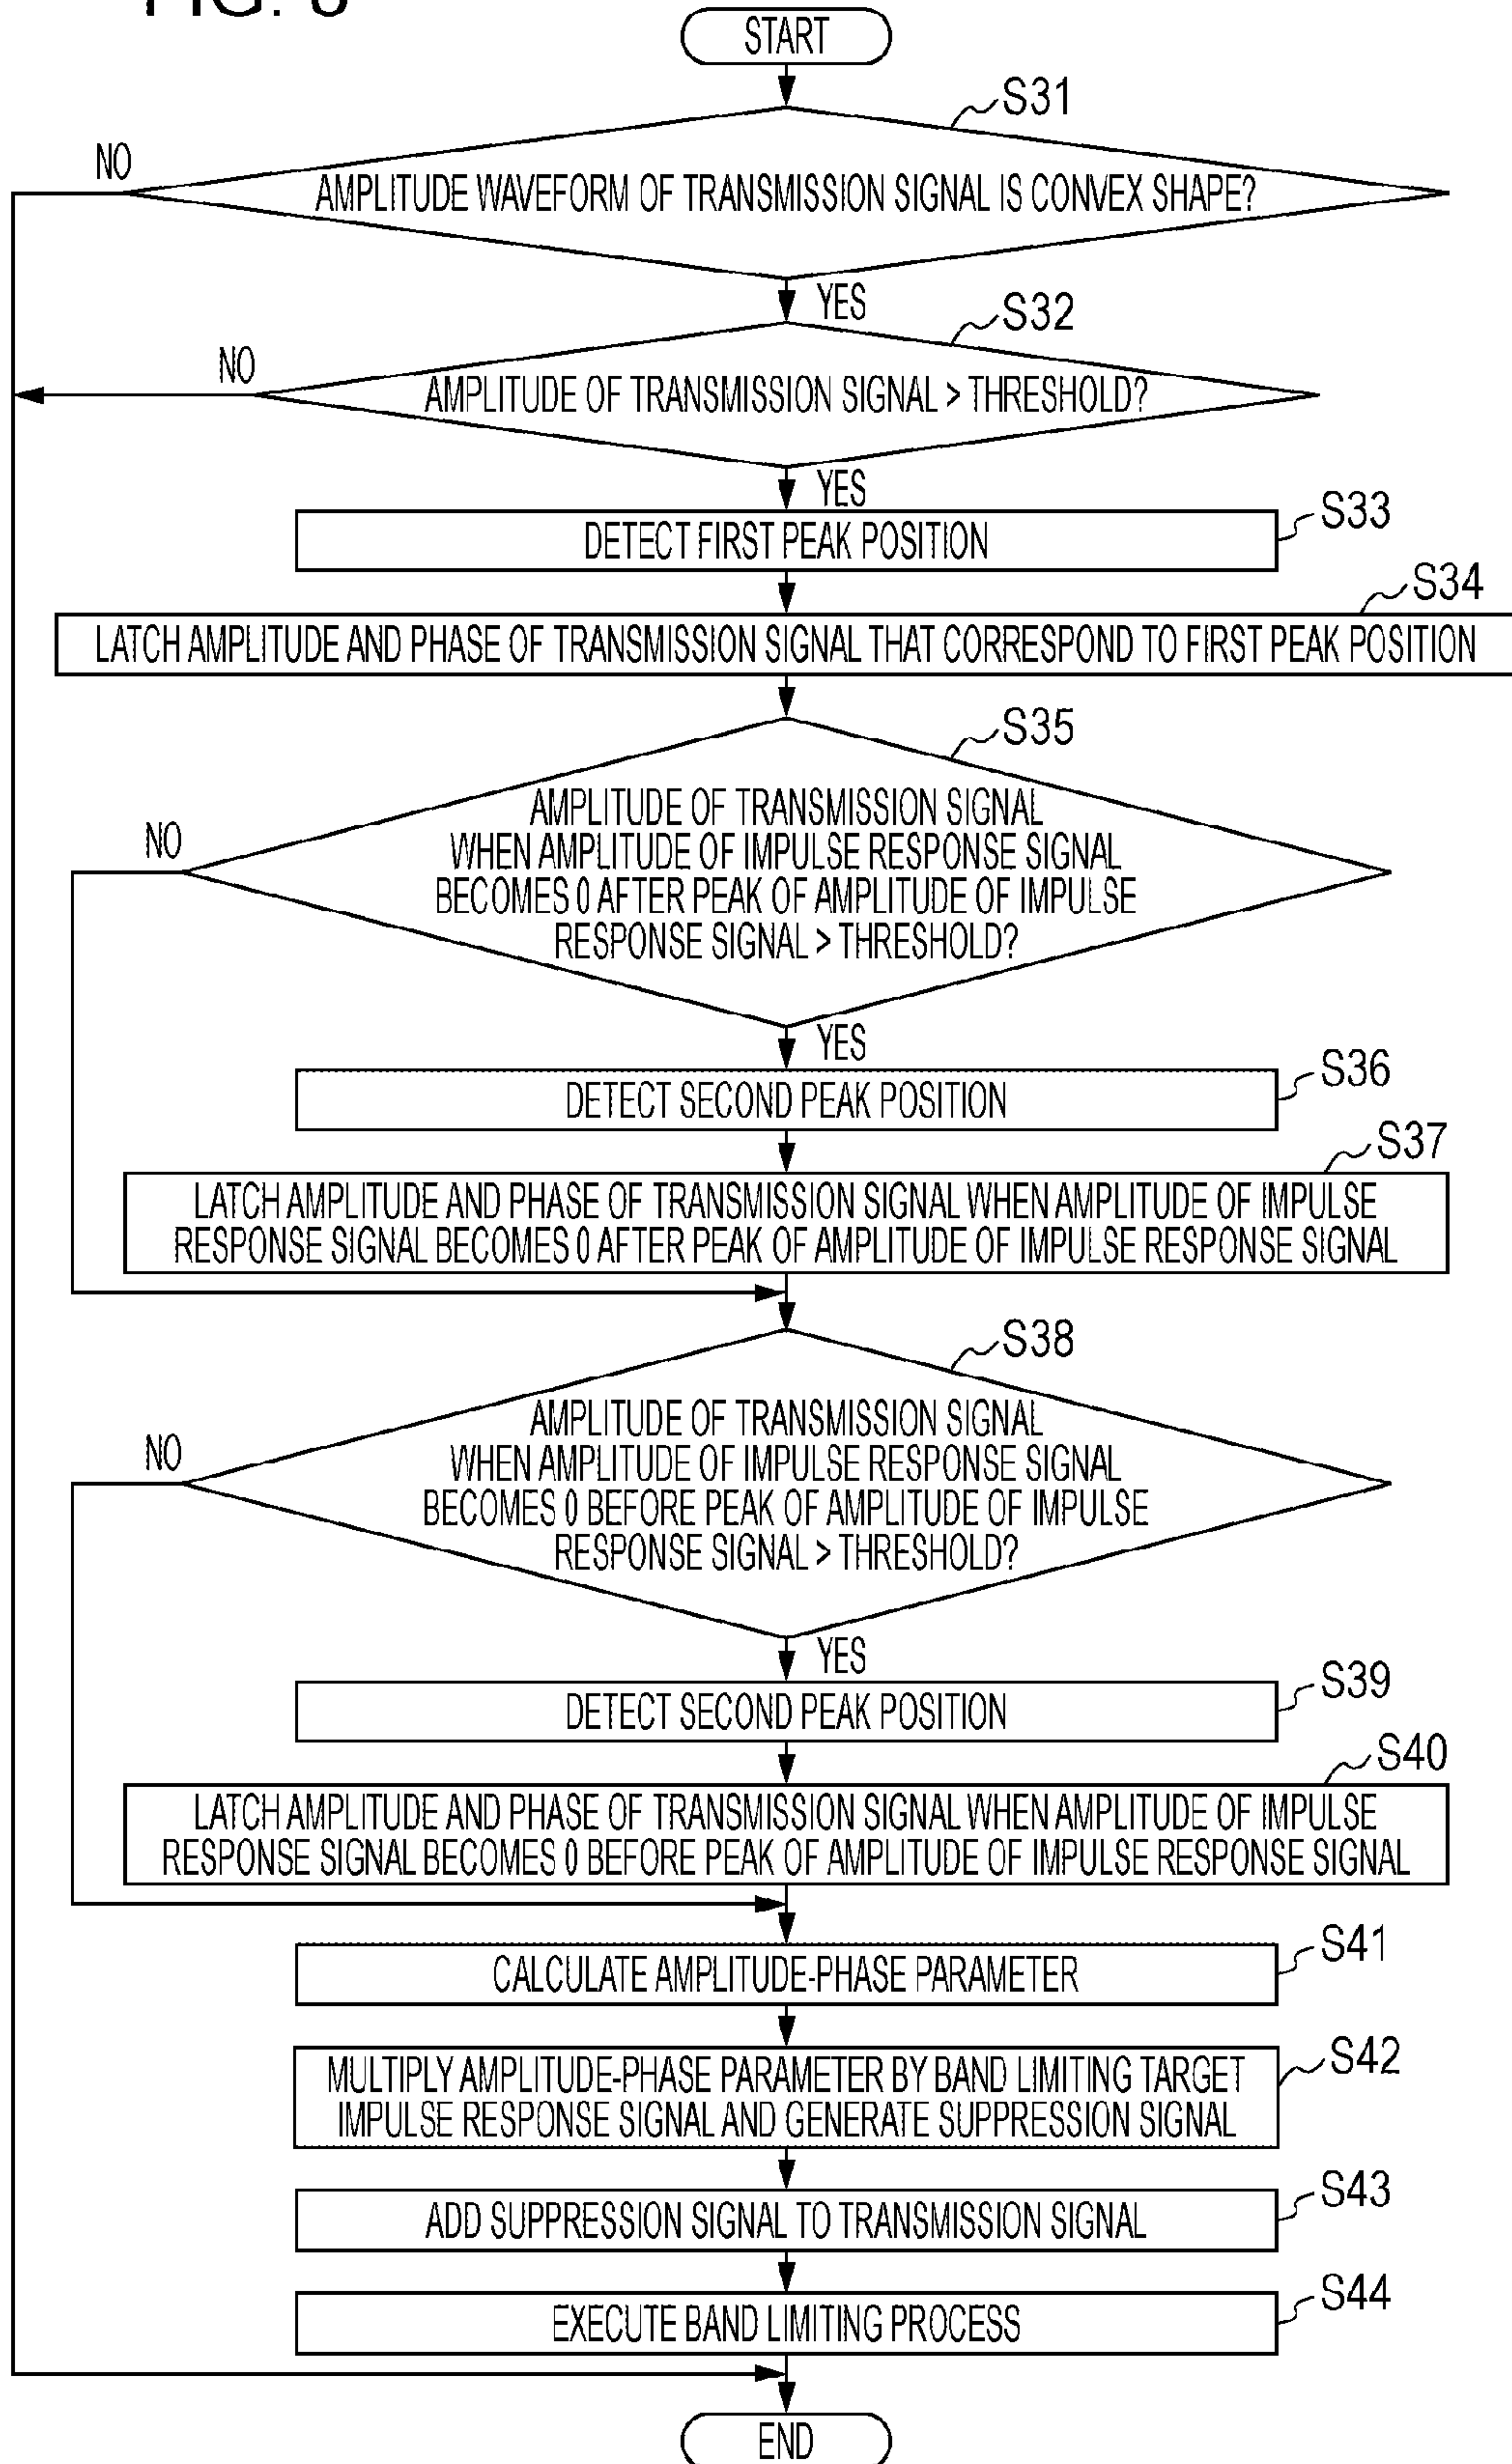 FIG.
START
S31
NO
AMPLITUDE WAVEFORM OF TRANSMISSION SIGNAL IS CONVEX SHAPE?
YES
S32
NO
AMPLITUDE OF TRANSMISSION SIGNAL > THRESHOLD?
YES
S33
DETECT FIRST PEAK POSITION
S34
LATCH AMPLITUDE AND PHASE OF TRANSMISSION SIGNAL THAT CORRESPOND TO FIRST PEAK POSITION
S35
NO
AMPLITUDE OF TRANSMISSION SIGNAL
WHEN AMPLITUDE OF IMPULSE RESPONSE SIGNAL
BECOMES 0 AFTER PEAK OF AMPLITUDE OF IMPULSE
RESPONSE SIGNAL > THRESHOLD?
YES
S36
DETECT SECOND PEAK POSITION
S37
LATCH AMPLITUDE AND PHASE OF TRANSMISSION SIGNAL WHEN AMPLITUDE OF IMPULSE
RESPONSE SIGNAL BECOMES 0 AFTER PEAK OF AMPLITUDE OF IMPULSE RESPONSE SIGNAL
S38
NO
AMPLITUDE OF TRANSMISSION SIGNAL
WHEN AMPLITUDE OF IMPULSE RESPONSE SIGNAL
BECOMES 0 BEFORE PEAK OF AMPLITUDE OF IMPULSE
RESPONSE SIGNAL > THRESHOLD?
YES
S39
DETECT SECOND PEAK POSITION
S40
LATCH AMPLITUDE AND PHASE OF TRANSMISSION SIGNAL WHEN AMPLITUDE OF IMPULSE
RESPONSE SIGNAL BECOMES 0 BEFORE PEAK OF AMPLITUDE OF IMPULSE RESPONSE SIGNAL
S41
CALCULATE AMPLITUDE-PHASE PARAMETER
S42
MULTIPLY AMPLITUDE-PHASE PARAMETER BY BAND LIMITING TARGET
IMPULSE RESPONSE SIGNAL AND GENERATE SUPPRESSION SIGNAL
S43
ADD SUPPRESSION SIGNAL TO TRANSMISSION SIGNAL
S44
EXECUTE BAND LIMITING PROCESS
END